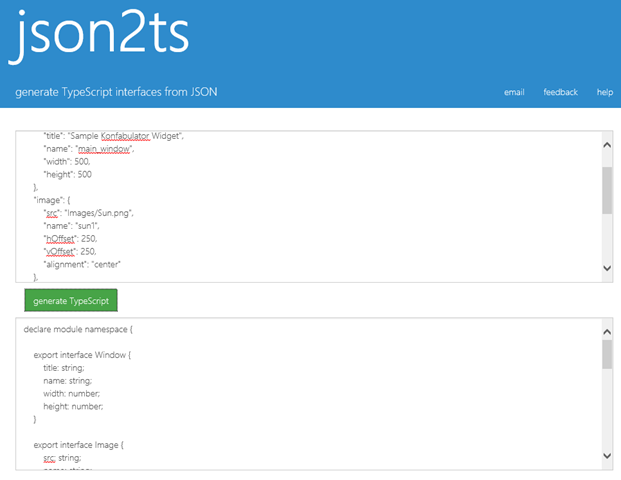 json2ts
generate TypeScript interfaces from JSON
email feedback help
"title": "Sample Konfabulator Widget",
"name": "main_window",
"width": 500,
"height": 500
},
"image": {
"src": "Images/Sun.png",
"name": "sun1",
"hOffset": 250,
"vOffset": 250,
"alignment": "center"
},
generate TypeScript
declare module namespace {
export interface Window {
title: string;
name: string;
width: number;
height: number;
}
export interface Image {
src: string;
name: string;